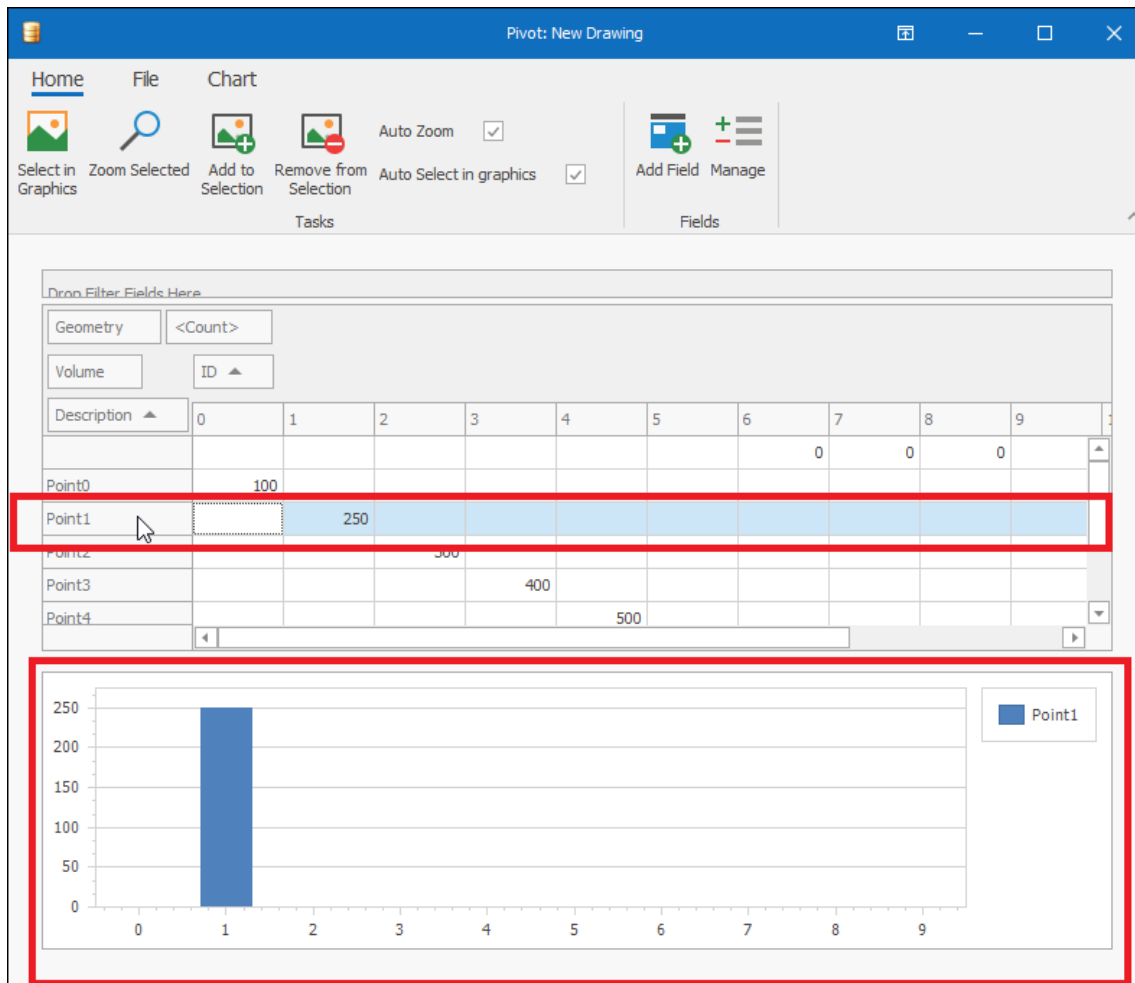 Pivot: New Drawing
Home File Chart
Select in Graphics Zoom Selected Add to Selection Remove from Selection Auto Zoom
Auto Select in graphics Add Field Manage
Tasks Fields
Drop Filter Fields Here
Geometry <Count>
Volume ID
Description 0 1 2 3 4 5 6 7 8 9
0 0 0
Point0 100
Point1 250
Point2
Point3 400
Point4 500
250
200
150
100
50
0
0 1 2 3 4 5 6 7 8 9
Point1